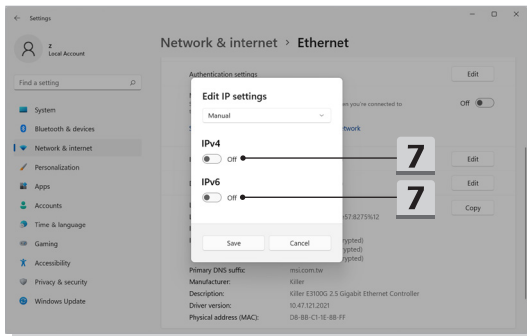 Settings
Z
Local Account
Find a setting
System
Bluetooth & devices
Network & internet
Personalization
Apps
Accounts
Time & language
Gaming
Accessibility
Privacy & security
Windows Update
Network & internet > Ethernet
Authentication settings
Edit
en you're connected to
Off
twork
Edit IP settings
Manual
IPv4
Off
7
Edit
IPv6
Off
7
Edit
Copy
57:8275%12
Save
Cancel
rypted)
rypted)
rypted)
Primary DNS suffic
msi.com.tw
Manufacturer:
Killer
Description:
Killer E3100G 2.5 Gigabit Ethernet Controller
Driver version:
10.47.121.2021
Physical address (MAC):
D8-BB-C1-1E-8B-FF